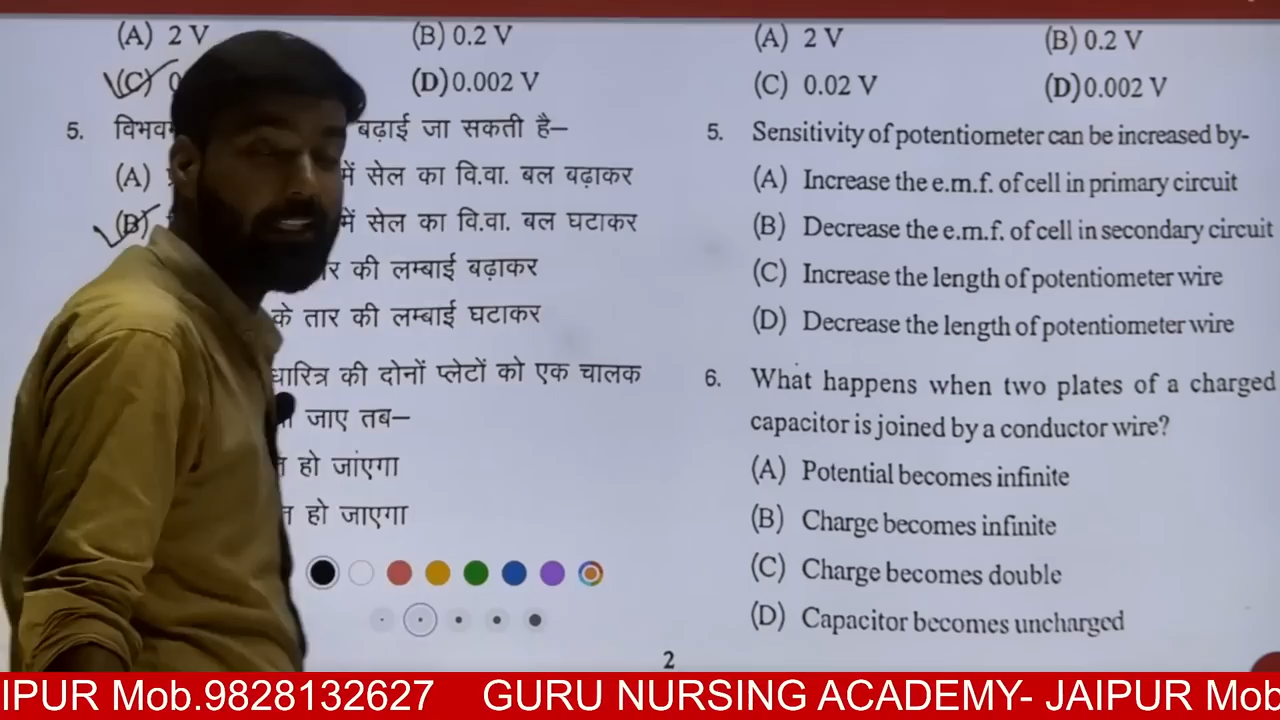 (A) 2 V (B) 0.2 V
(C) 0 (D) 0.002 V
5. विभव बढ़ाई जा सकती है–
(A) में सेल का वि.वा. बल बढ़ाकर
(B) में सेल का वि.वा. बल घटाकर
की लम्बाई बढ़ाकर
के तार की लम्बाई घटाकर
धारित्र की दोनों प्लेटों को एक चालक
जाए तब–
हो जांएगा
हो जाएगा
(A) 2 V (B) 0.2 V
(C) 0.02 V (D) 0.002 V
5. Sensitivity of potentiometer can be increased by-
(A) Increase the e.m.f. of cell in primary circuit
(B) Decrease the e.m.f. of cell in secondary circuit
(C) Increase the length of potentiometer wire
(D) Decrease the length of potentiometer wire
6. What happens when two plates of a charged
capacitor is joined by a conductor wire?
(A) Potential becomes infinite
(B) Charge becomes infinite
(C) Charge becomes double
(D) Capacitor becomes uncharged
2
IPUR Mob.9828132627 GURU NURSING ACADEMY- JAIPUR Mob